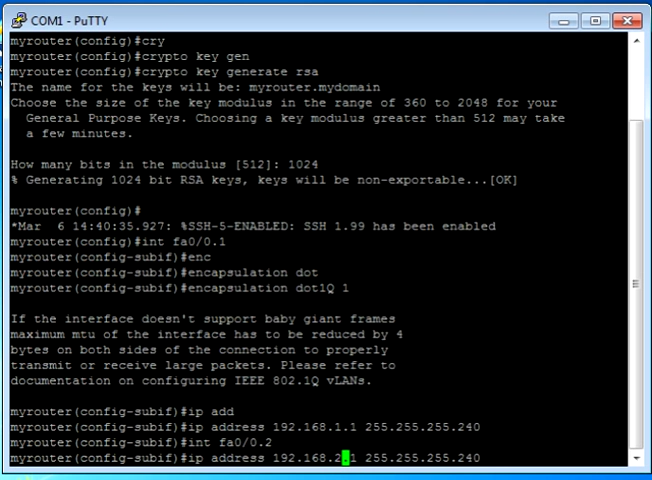 COM1 - PuTTY
myrouter(config)#cry
myrouter(config)#crypto key gen
myrouter(config)#crypto key generate rsa
The name for the keys will be: myrouter.mydomain
Choose the size of the key modulus in the range of 360 to 2048 for your
General Purpose Keys. Choosing a key modulus greater than 512 may take
a few minutes.
How many bits in the modulus [512]: 1024
% Generating 1024 bit RSA keys, keys will be non-exportable...[OK]
myrouter(config)#
*Mar  6 14:40:35.927: %SSH-5-ENABLED: SSH 1.99 has been enabled
myrouter(config)#int fa0/0.1
myrouter(config-subif)#enc
myrouter(config-subif)#encapsulation dot
myrouter(config-subif)#encapsulation dot1Q 1
If the interface doesn't support baby giant frames
maximum mtu of the interface has to be reduced by 4
bytes on both sides of the connection to properly
transmit or receive large packets. Please refer to
documentation on configuring IEEE 802.1Q vLANs.
myrouter(config-subif)#ip add
myrouter(config-subif)#ip address 192.168.1.1 255.255.255.240
myrouter(config-subif)#int fa0/0.2
myrouter(config-subif)#ip address 192.168.2.1 255.255.255.240